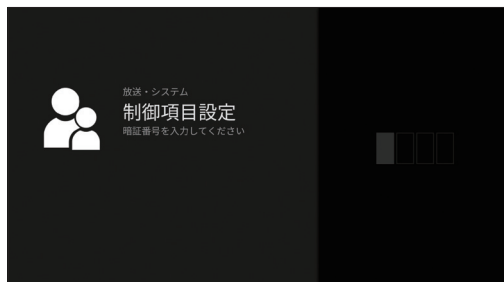 放送・システム
制御項目設定
暗証番号を入力してください